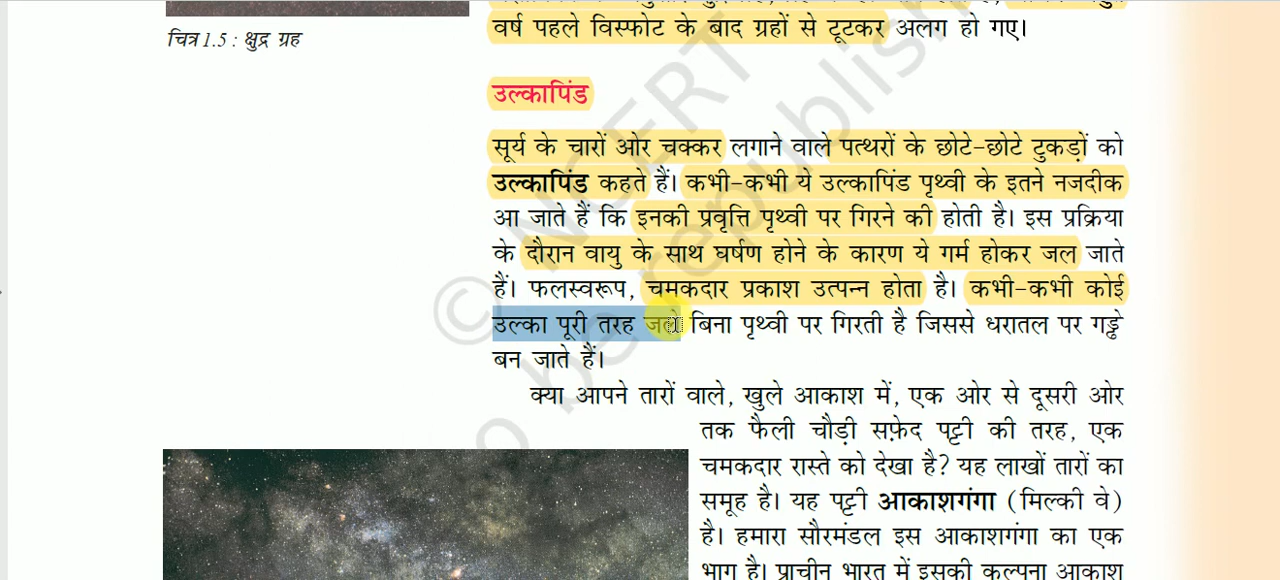 चित्र 1.5 : क्षुद्र ग्रह
वर्ष पहले विस्फोट के बाद ग्रहों से टूटकर अलग हो गए।
उल्कापिंड
सूर्य के चारों ओर चक्कर लगाने वाले पत्थरों के छोटे-छोटे टुकड़ों को
उल्कापिंड कहते हैं। कभी-कभी ये उल्कापिंड पृथ्वी के इतने नजदीक
आ जाते हैं कि इनकी प्रवृत्ति पृथ्वी पर गिरने की होती है। इस प्रक्रिया
के दौरान वायु के साथ घर्षण होने के कारण ये गर्म होकर जल जाते
हैं। फलस्वरूप, चमकदार प्रकाश उत्पन्न होता है। कभी-कभी कोई
उल्का पूरी तरह जले बिना पृथ्वी पर गिरती है जिससे धरातल पर गड्ढे
बन जाते हैं।
क्या आपने तारों वाले, खुले आकाश में, एक ओर से दूसरी ओर
तक फैली चौड़ी सफ़ेद पट्टी की तरह, एक
चमकदार रास्ते को देखा है? यह लाखों तारों का
समूह है। यह पट्टी आकाशगंगा (मिल्की वे)
है। हमारा सौरमंडल इस आकाशगंगा का एक
भाग है। प्राचीन भारत में इसकी कल्पना आकाश
© NCERT
o be republish